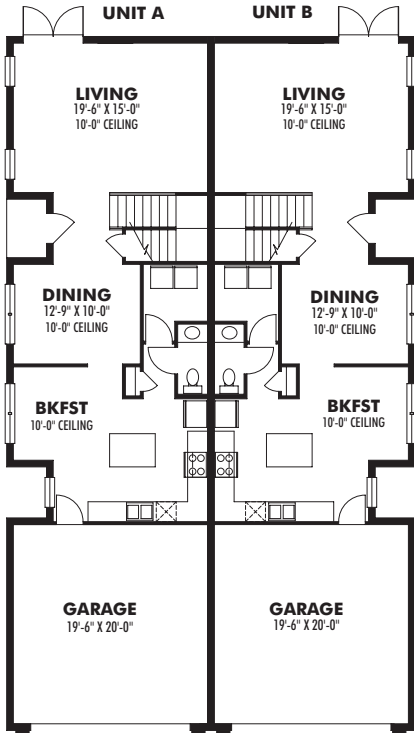 UNIT A
UNIT B
LIVING
19'-6" X 15'-0"
10'-0" CEILING
LIVING
19'-6" X 15'-0"
10'-0" CEILING
DINING
12'-9" X 10'-0"
10'-0" CEILING
DINING
12'-9" X 10'-0"
10'-0" CEILING
BKFST
10'-0" CEILING
BKFST
10'-0" CEILING
GARAGE
19'-6" X 20'-0"
GARAGE
19'-6" X 20'-0"